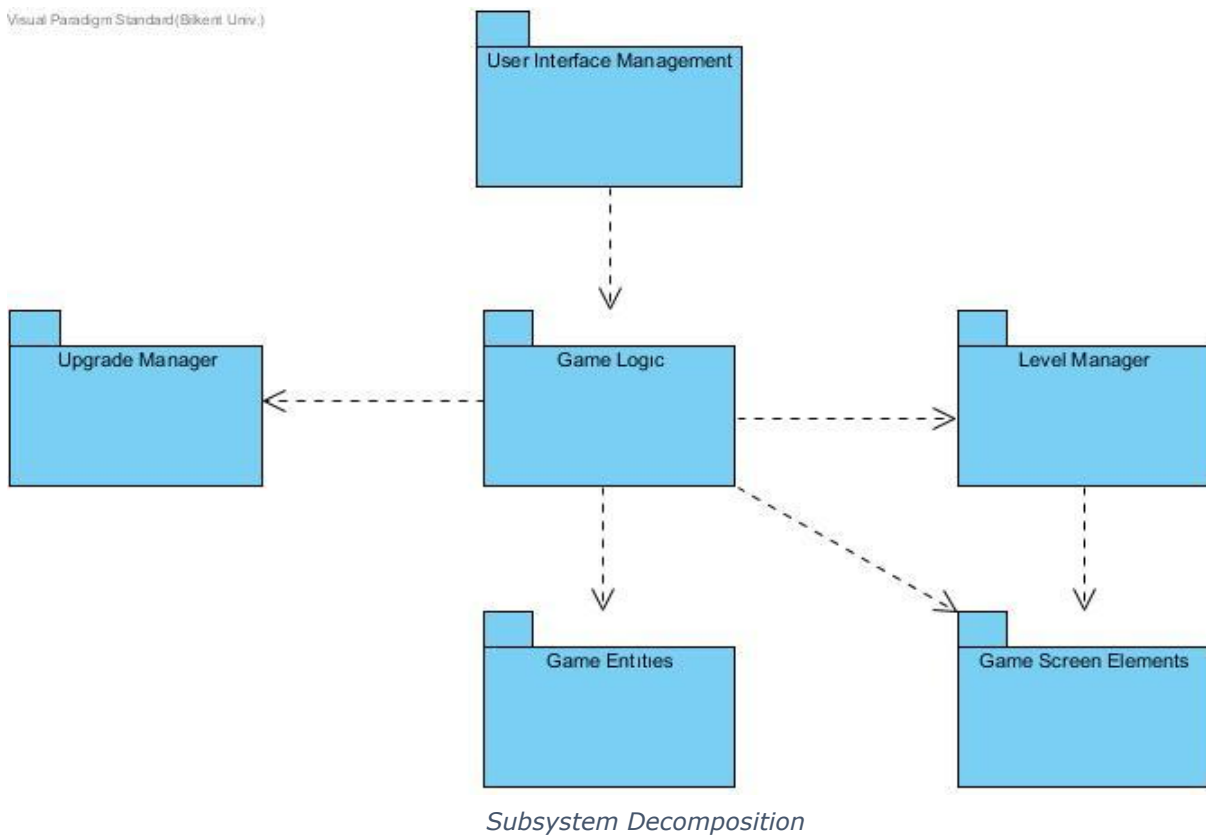 Visual Paradigm Standard(Bilkent Univ.)
User Interface Management
Upgrade Manager
Game Logic
Level Manager
Game Entities
Game Screen Elements
Subsystem Decomposition